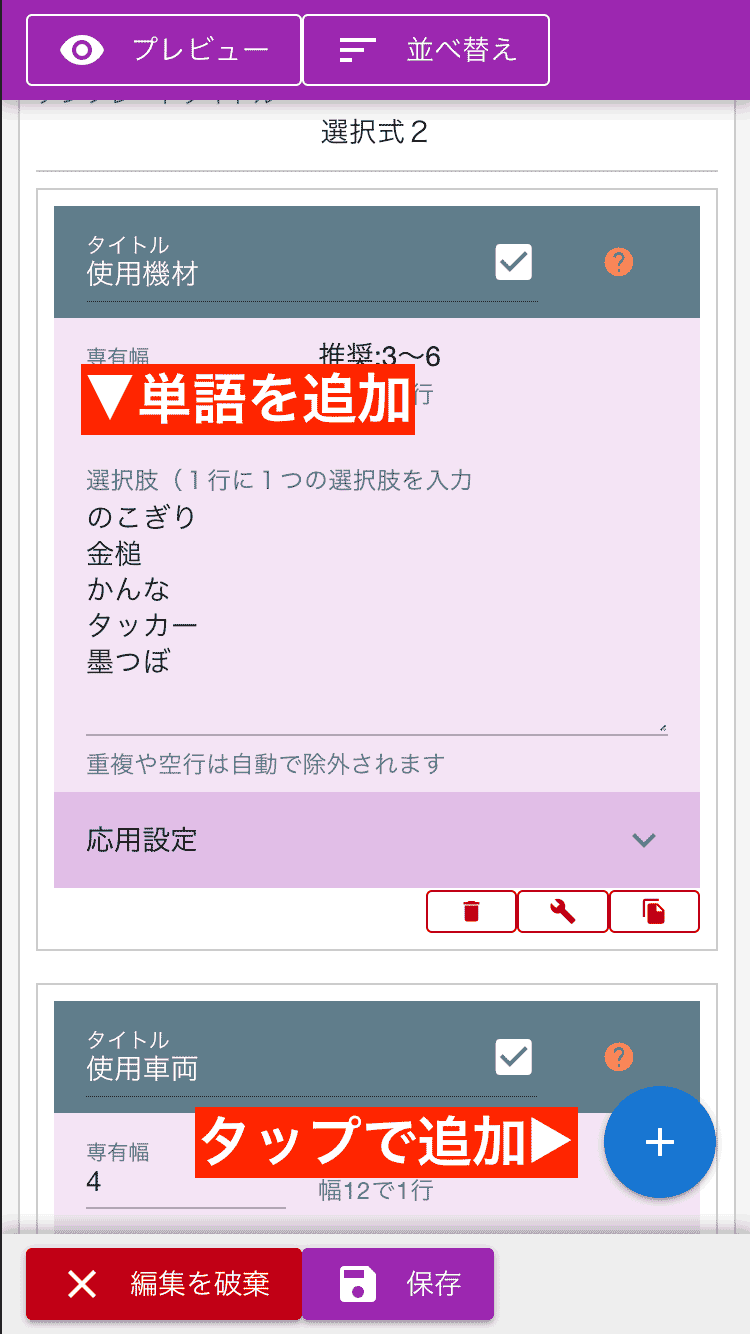 プレビュー
並べ替え
選択式２
タイトル
使用機材
専有幅
推奨:3〜6
▼単語を追加
行
選択肢（１行に１つの選択肢を入力
のこぎり
金槌
かんな
タッカー
墨つぼ
重複や空行は自動で除外されます
応用設定
タイトル
使用車両
専有幅
タップで追加▶
4
幅12で1行
編集を破棄
保存